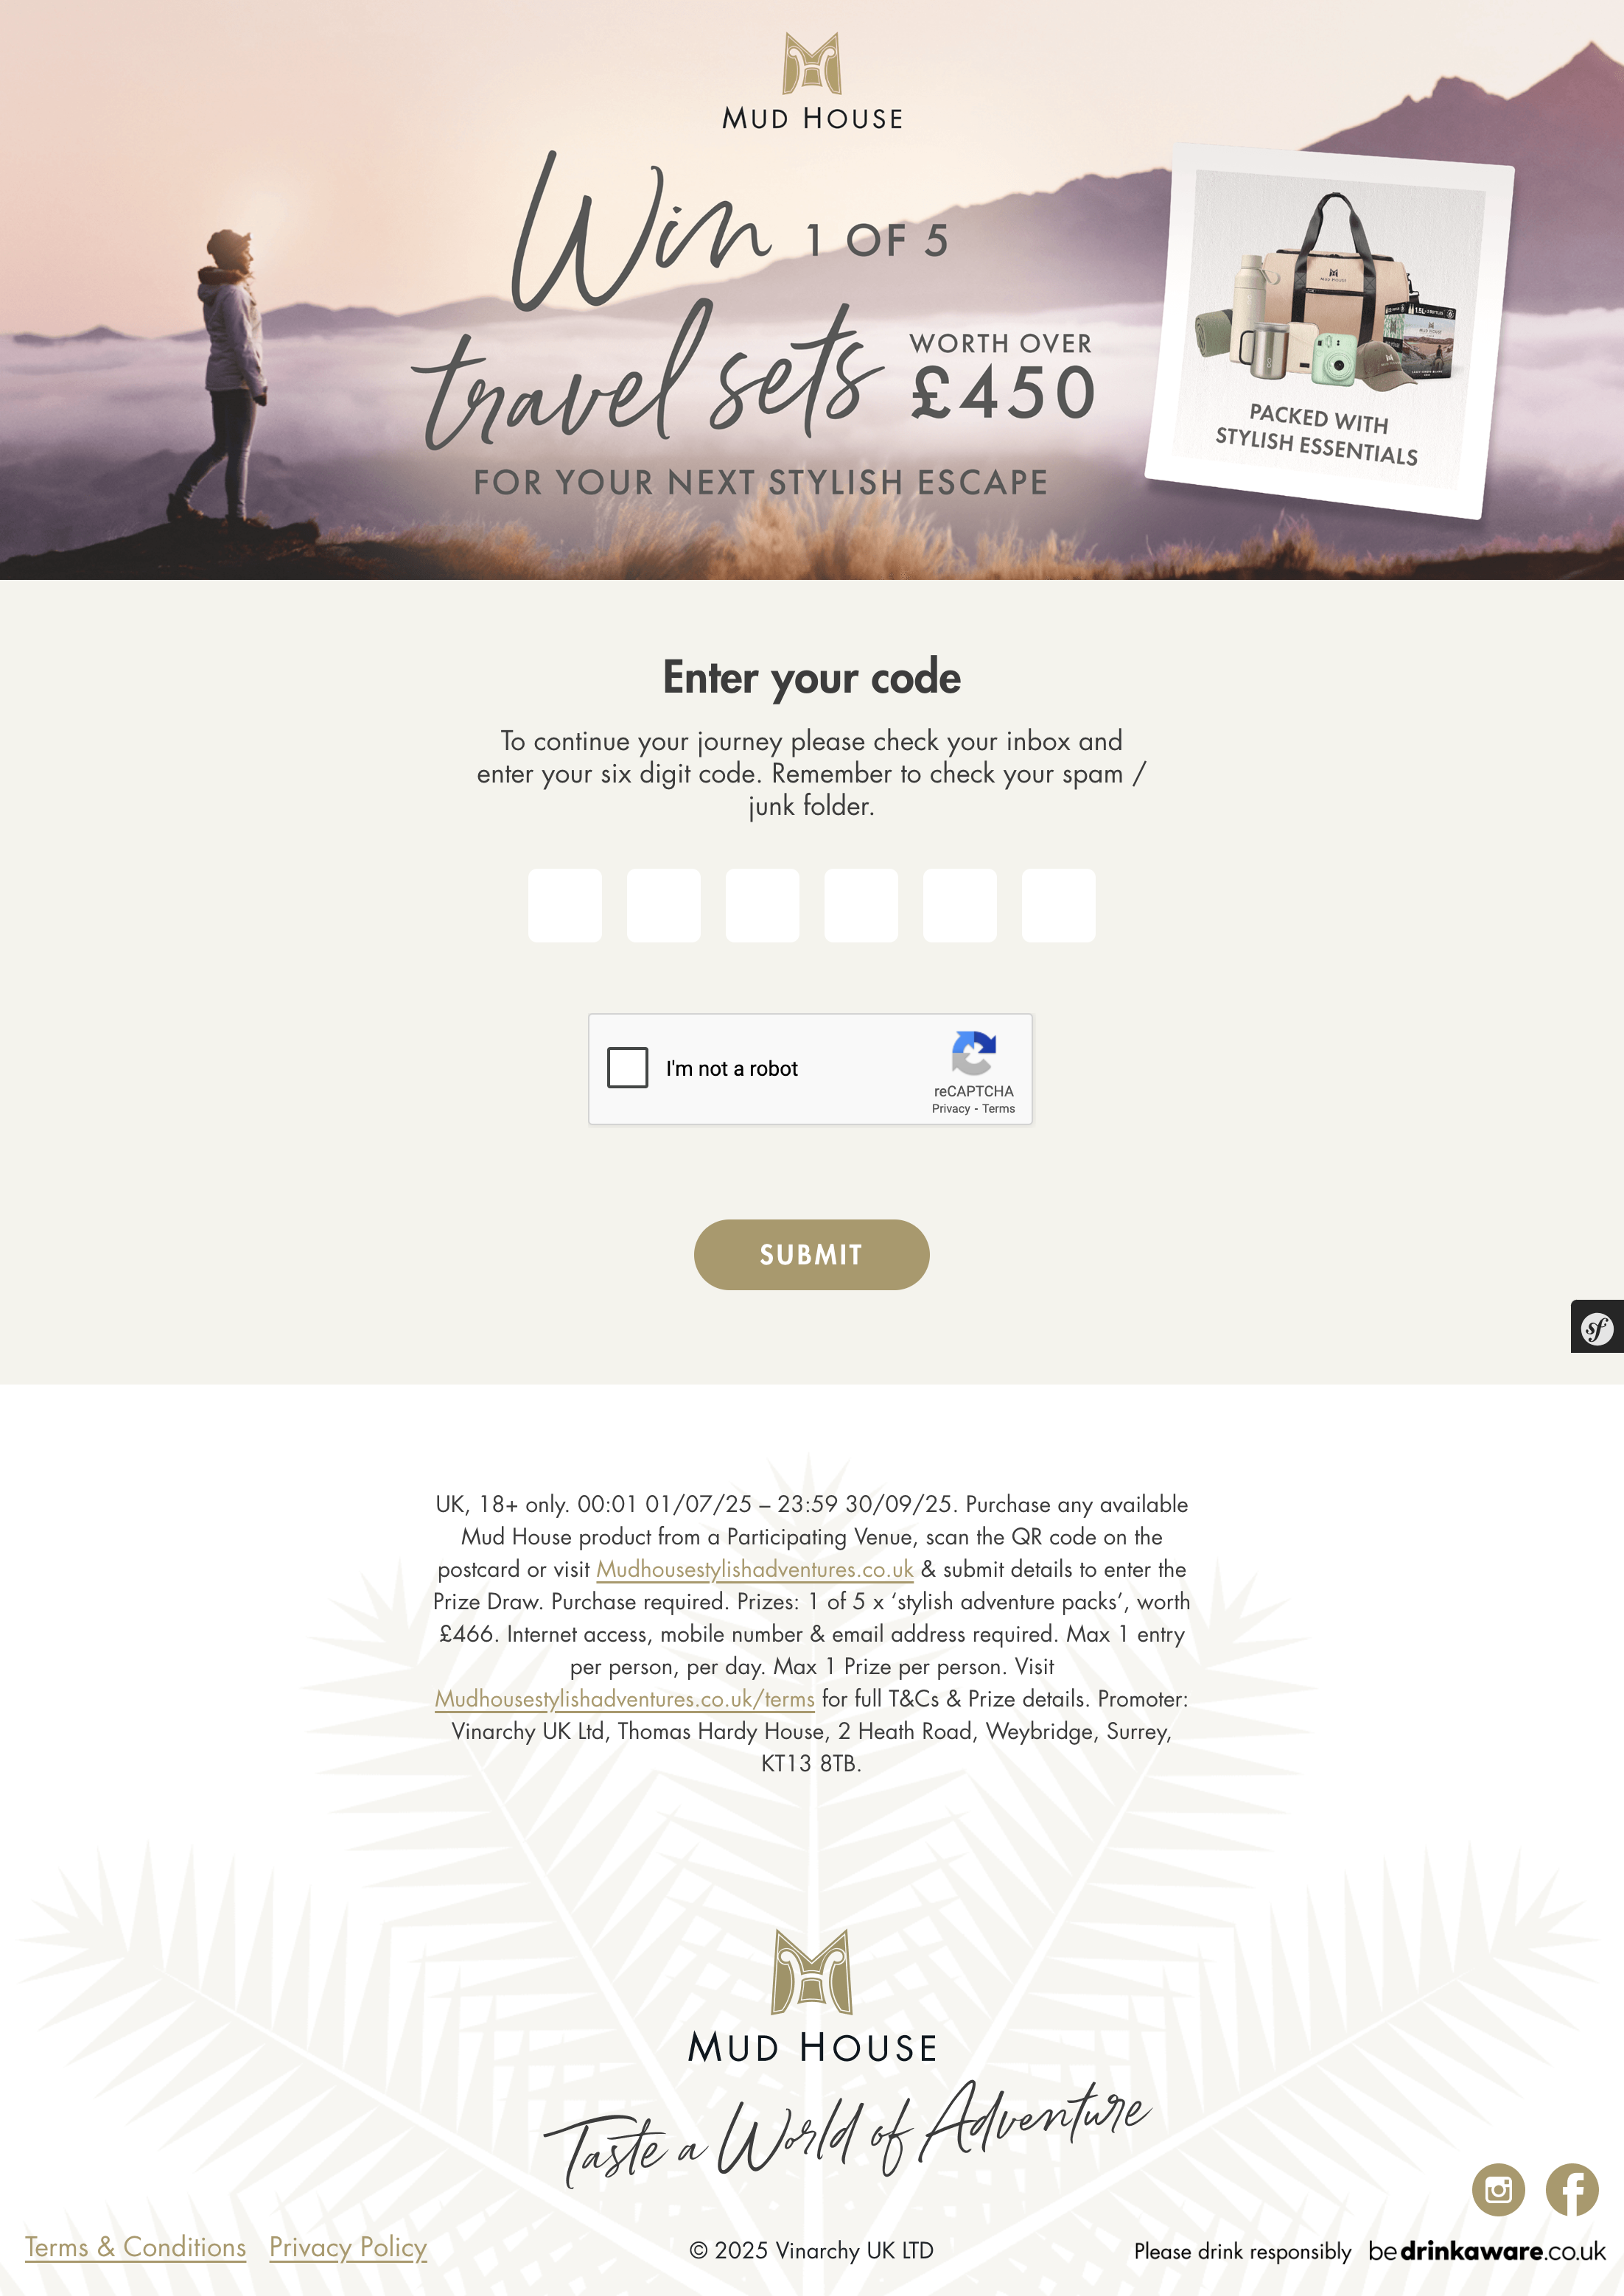 MUD HOUSE
Win 1 OF 5
travel sets WORTH OVER
£450
FOR YOUR NEXT STYLISH ESCAPE
MUD HOUSE
PACKED WITH
STYLISH ESSENTIALS
Enter your code
To continue your journey please check your inbox and
enter your six digit code. Remember to check your spam /
junk folder.
I'm not a robot
reCAPTCHA
Privacy - Terms
SUBMIT
sf
UK, 18+ only. 00:01 01/07/25 – 23:59 30/09/25. Purchase any available
Mud House product from a Participating Venue, scan the QR code on the
postcard or visit Mudhousestylishadventures.co.uk & submit details to enter the
Prize Draw. Purchase required. Prizes: 1 of 5 x ‘stylish adventure packs’, worth
£466. Internet access, mobile number & email address required. Max 1 entry
per person, per day. Max 1 Prize per person. Visit
Mudhousestylishadventures.co.uk/terms for full T&Cs & Prize details. Promoter:
Vinarchy UK Ltd, Thomas Hardy House, 2 Heath Road, Weybridge, Surrey,
KT13 8TB.
MUD HOUSE
Taste a World of Adventure
Terms & Conditions Privacy Policy
© 2025 Vinarchy UK LTD
Please drink responsibly bedrinkaware.co.uk